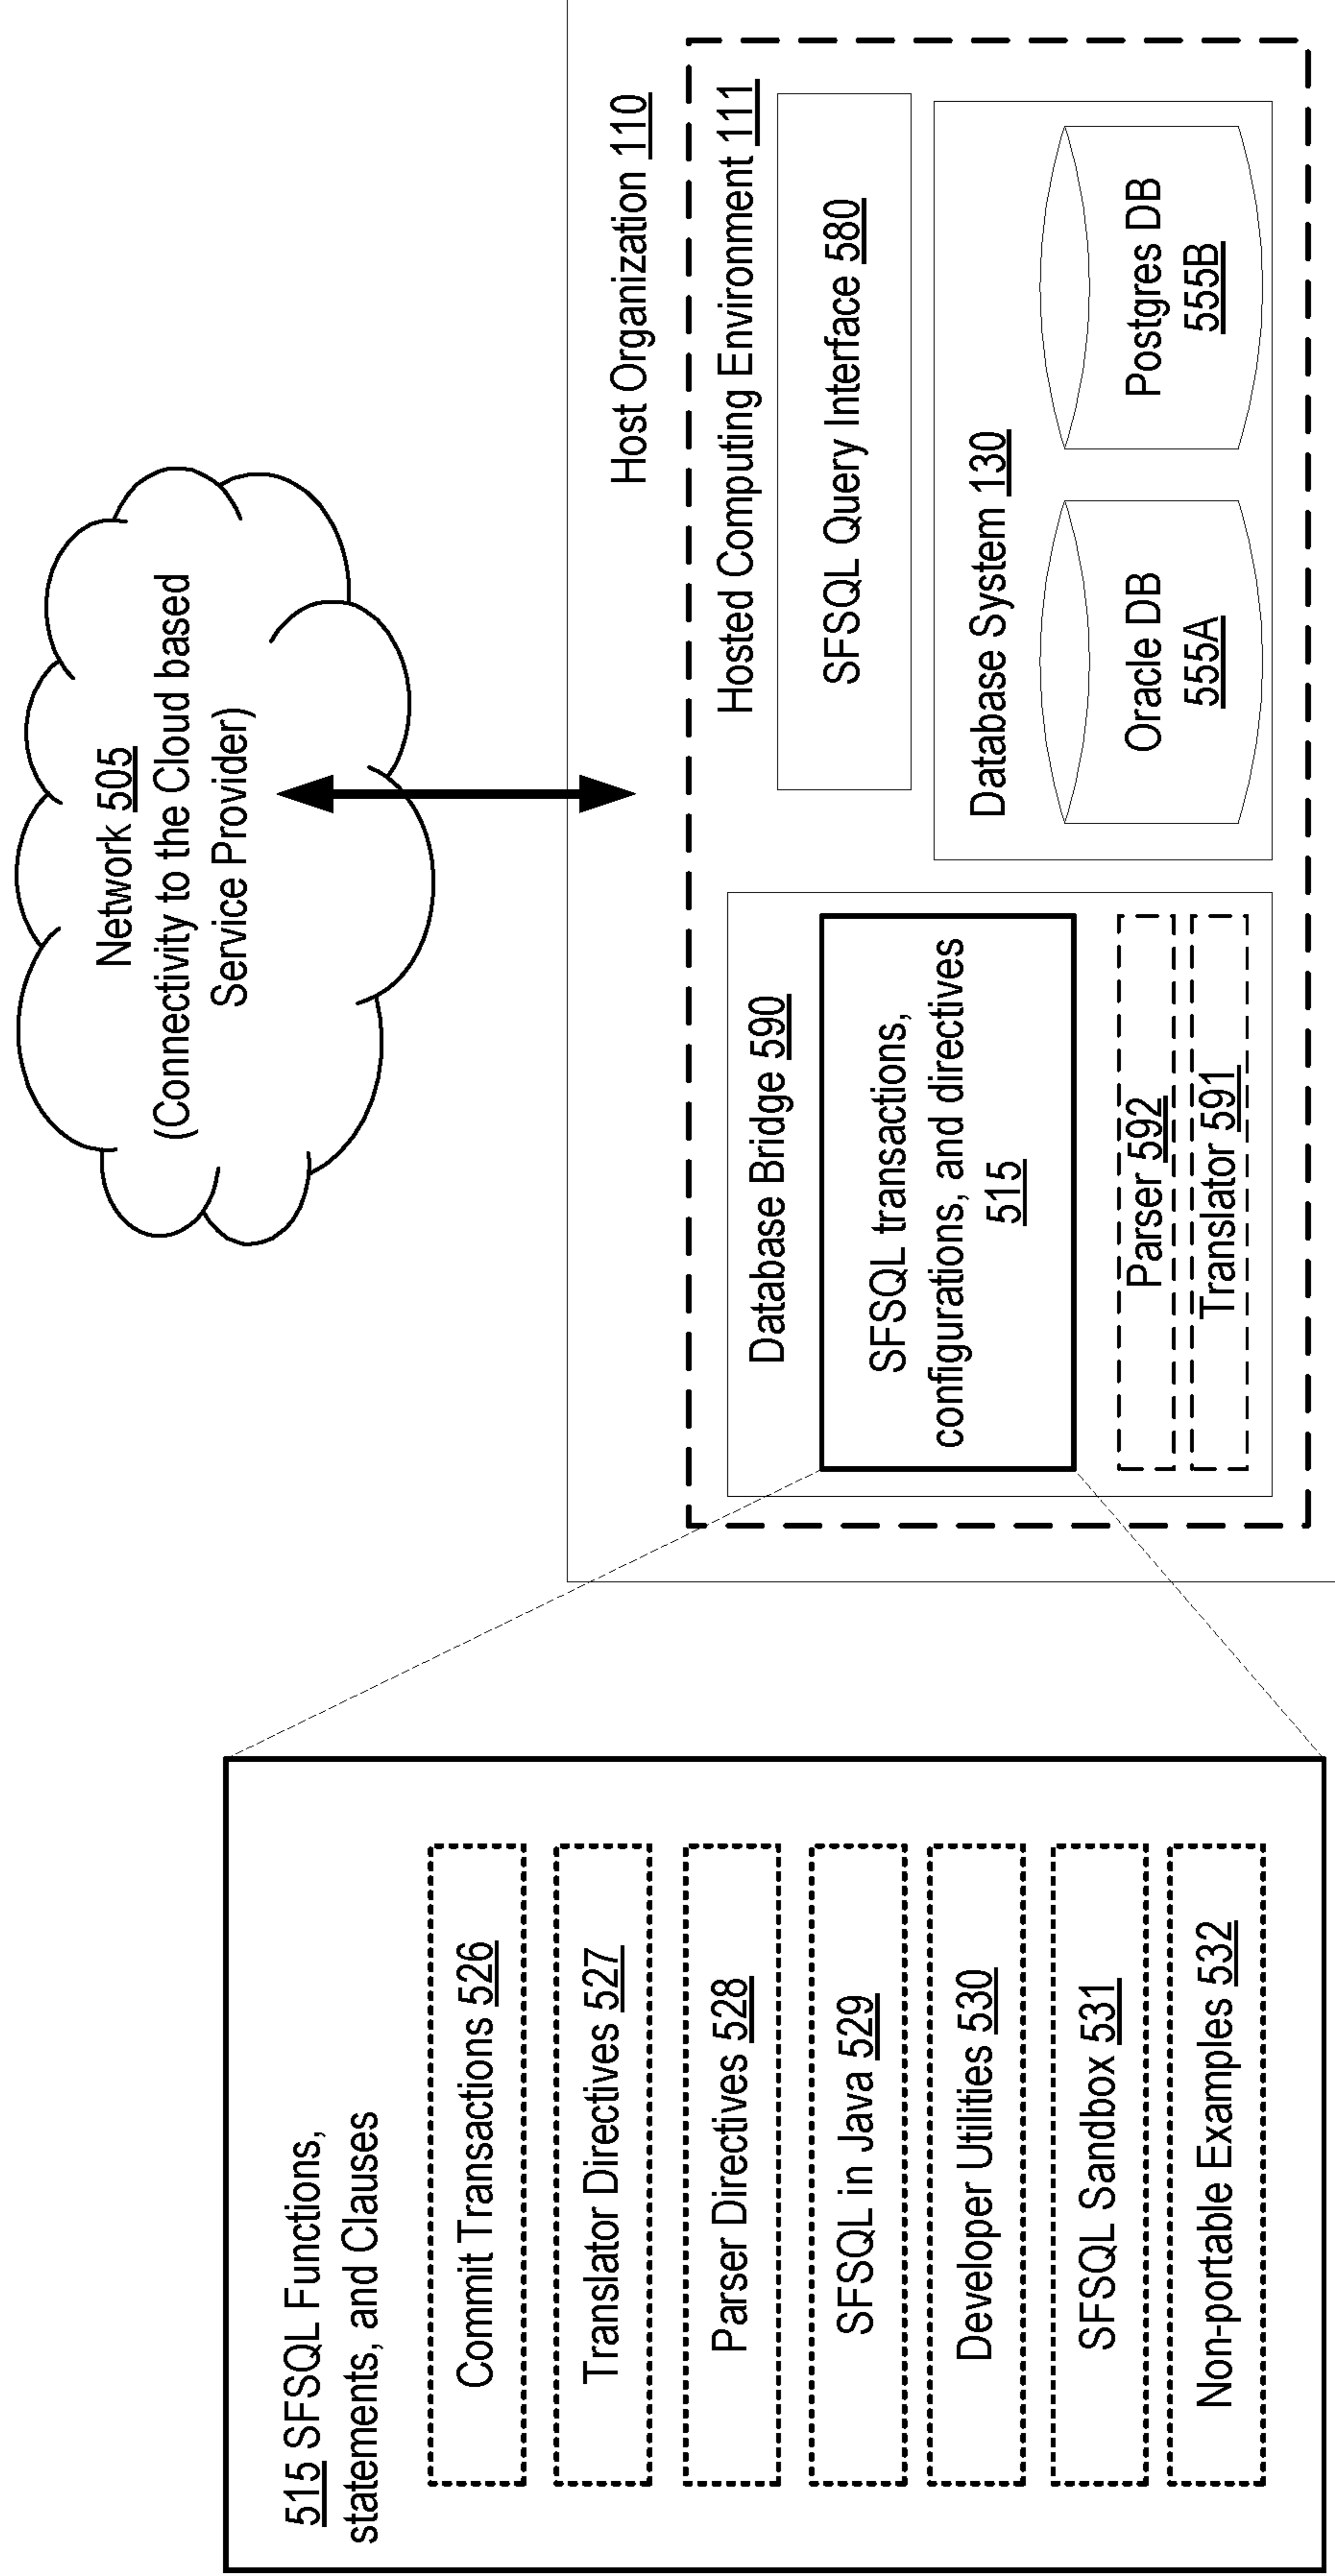 515 SFSQL Functions,
statements, and Clauses
Commit Transactions 526
Translator Directives 527
Parser Directives 528
SFSQL in Java 529
Developer Utilities 530
SFSQL Sandbox 531
Non-portable Examples 532
Network 505
(Connectivity to the Cloud based
Service Provider)
Host Organization 110
Hosted Computing Environment 111
Database Bridge 590
SFSQL transactions,
configurations, and directives
515
Parser 592
Translator 591
SFSQL Query Interface 580
Database System 130
Oracle DB
555A
Postgres DB
555B